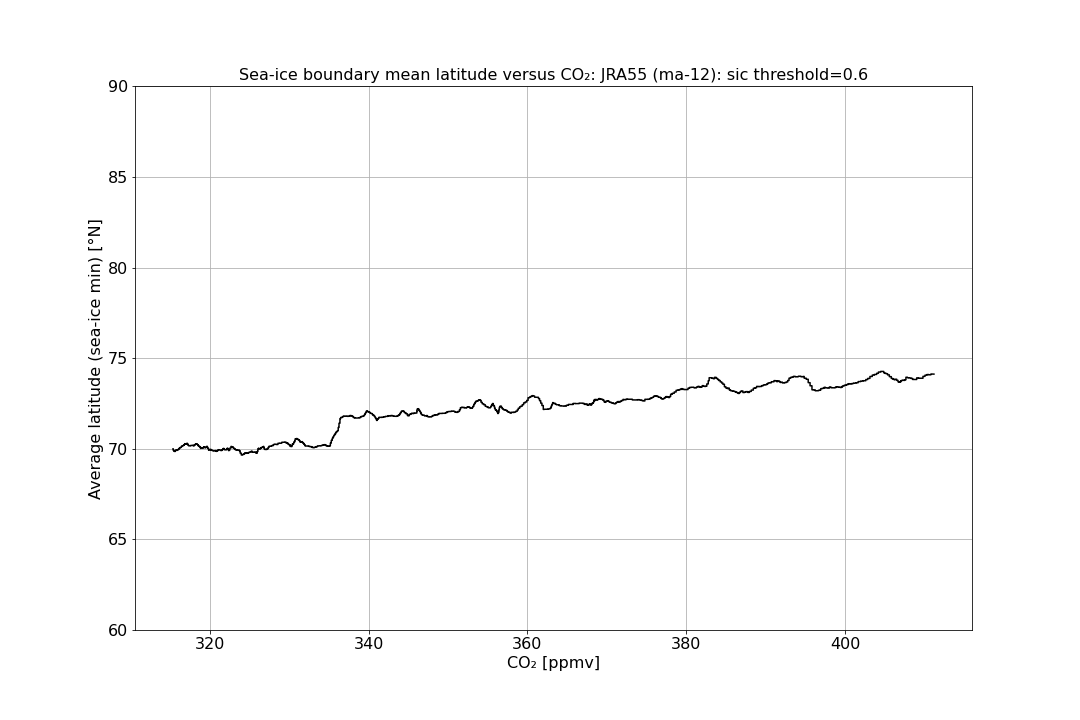 Sea-ice boundary mean latitude versus CO₂: JRA55 (ma-12): sic threshold=0.6
90
85
80
75
70
65
60
Average latitude (sea-ice min) [°N]
320 340 360 380 400
CO₂ [ppmv]